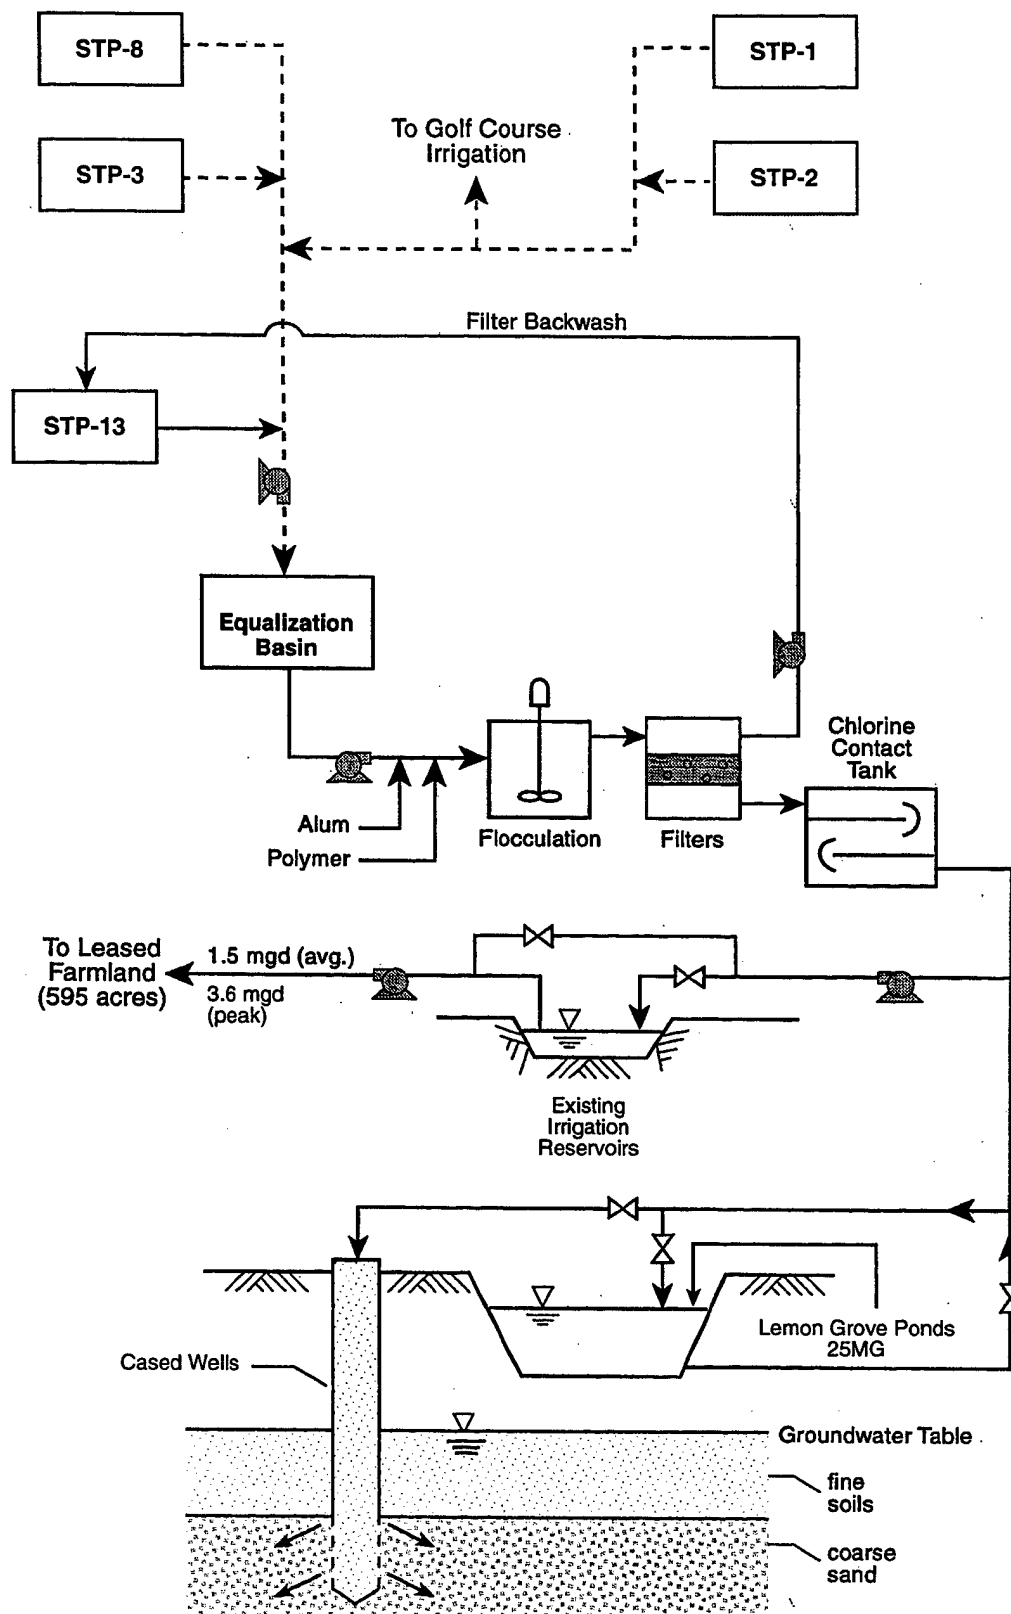 STP-8
STP-1
To Golf Course
Irrigation
STP-3
STP-2
Filter Backwash
STP-13
Equalization
Basin
Chlorine
Contact
Tank
Alum
Polymer
Flocculation
Filters
To Leased
Farmland
(595 acres)
1.5 mgd (avg.)
3.6 mgd
(peak)
Existing
Irrigation
Reservoirs
Lemon Grove Ponds
25MG
Cased Wells
Groundwater Table
fine
soils
coarse
sand